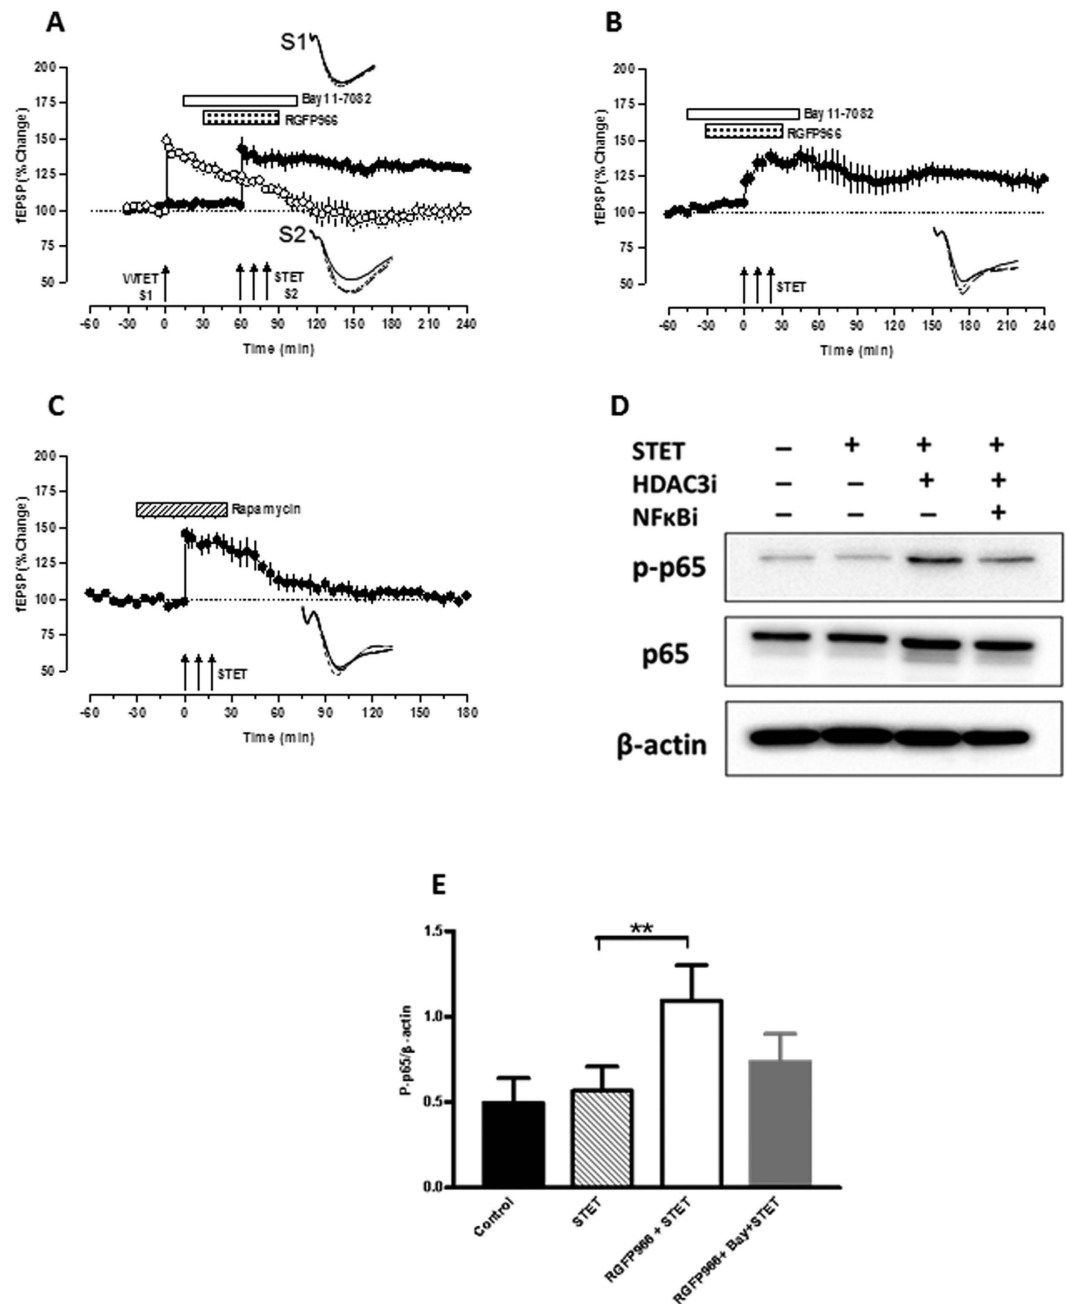 A
S1
200
175
150
125
100
75
50
fEPSP (% Change)
Bay11-7082
RGFP966
S2
WTET
S1
STET
S2
-60 -30 0 30 60 90 120 150 180 210 240
Time (min)
B
200
175
150
125
100
75
50
fEPSP (% Change)
Bay11-7082
RGFP966
STET
-60 -30 0 30 60 90 120 150 180 210 240
Time (min)
C
200
175
150
125
100
75
50
fEPSP (% Change)
Rapamycin
STET
-60 -30 0 30 60 90 120 150 180
Time (min)
D
STET – + + +
HDAC3i – – + +
NFκBi – – – +
p-p65
p65
β-actin
E
**
1.5
1.0
0.5
0.0
P-p65/β-actin
Control
STET
RGFP966 + STET
RGFP966+ Bay+STET